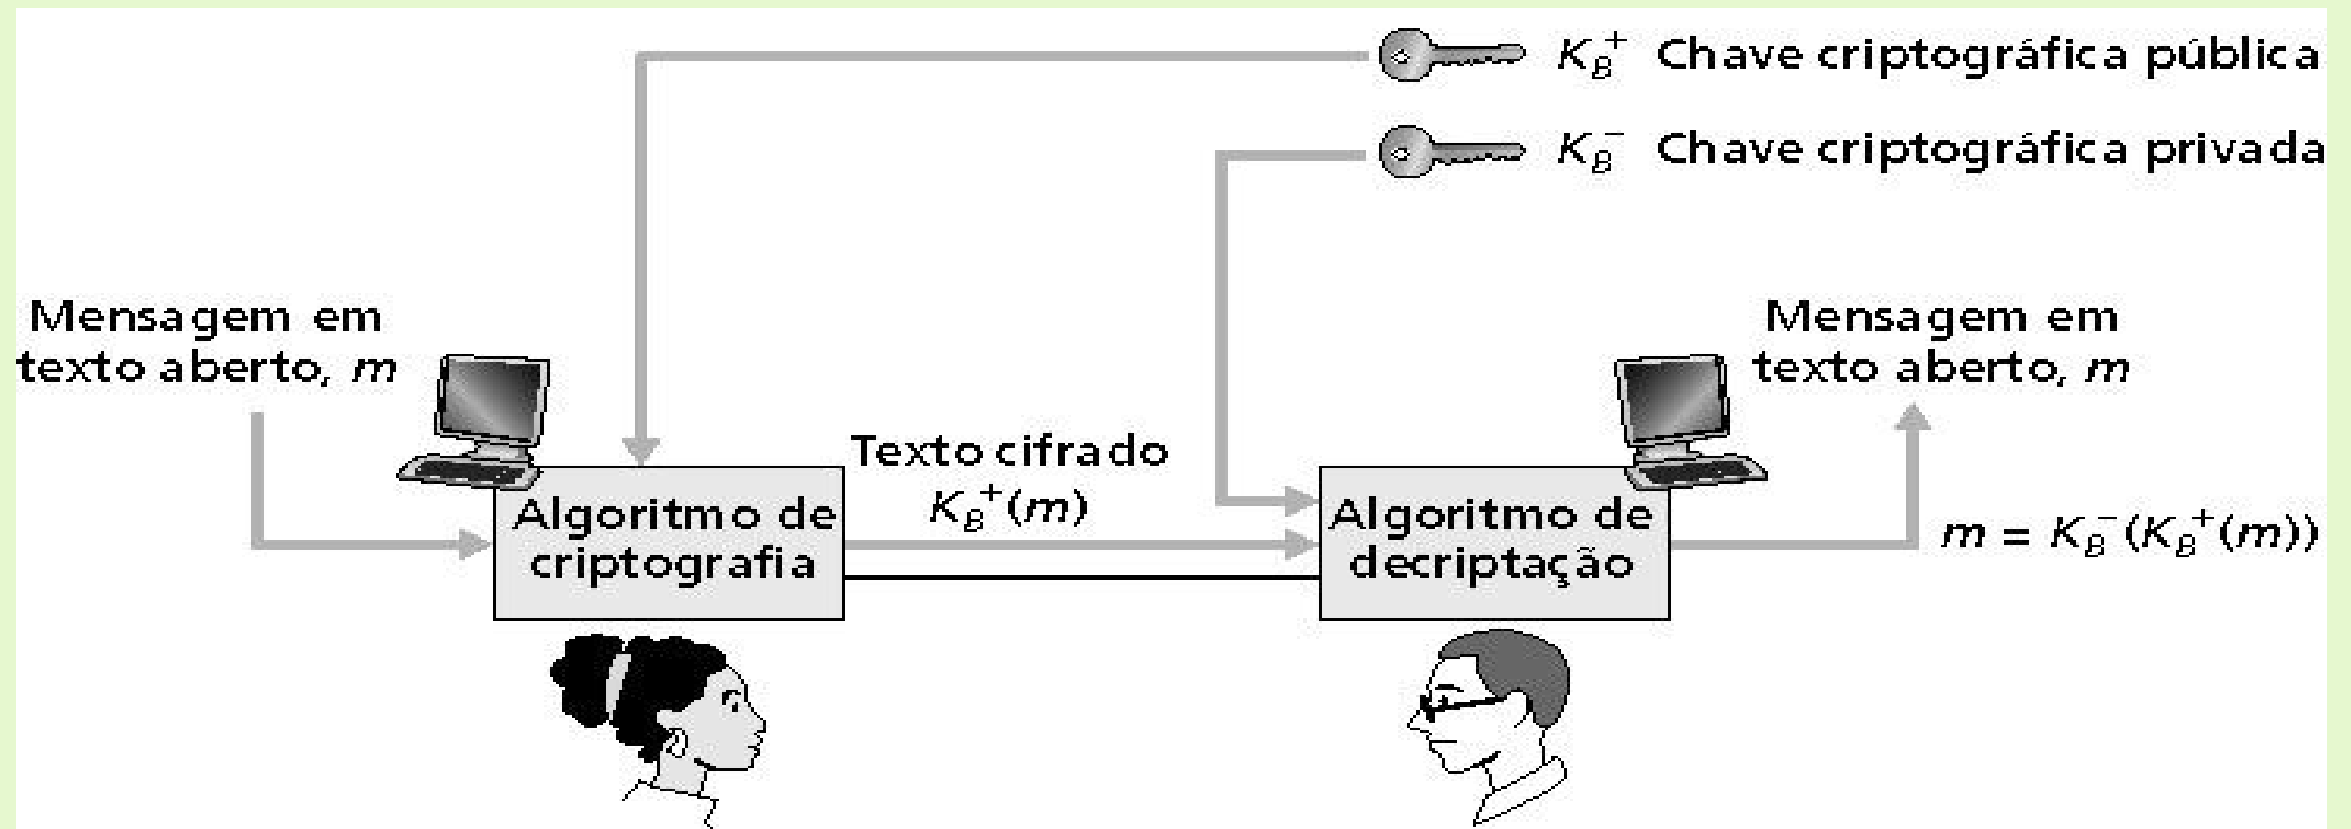 K_B^+ Chave criptográfica pública
K_B^- Chave criptográfica privada
Mensagem em
texto aberto, m
Mensagem em
texto aberto, m
Texto cifrado
K_B^+(m)
Algoritmo de
criptografia
Algoritmo de
decriptação
m = K_B^-(K_B^+(m))